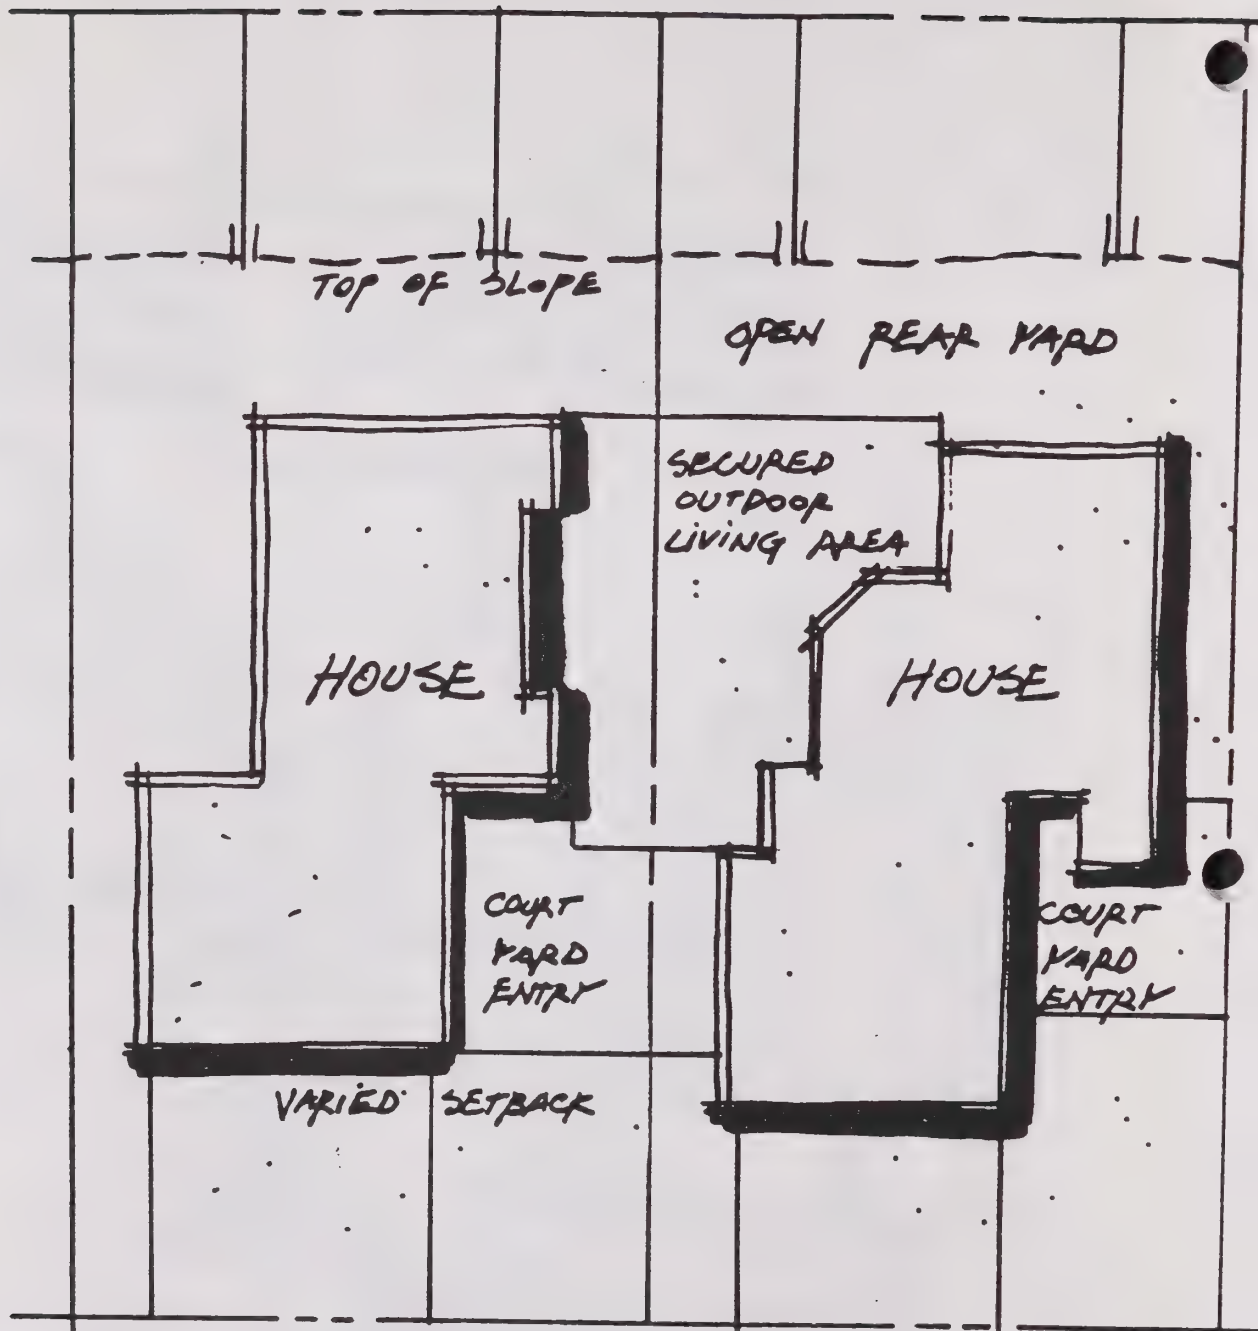 TOP OF SLOPE
OPEN REAR YARD
SECURED
OUTDOOR
LIVING AREA
HOUSE
HOUSE
COURT
YARD
ENTRY
COURT
YARD
ENTRY
VARIED SETBACK